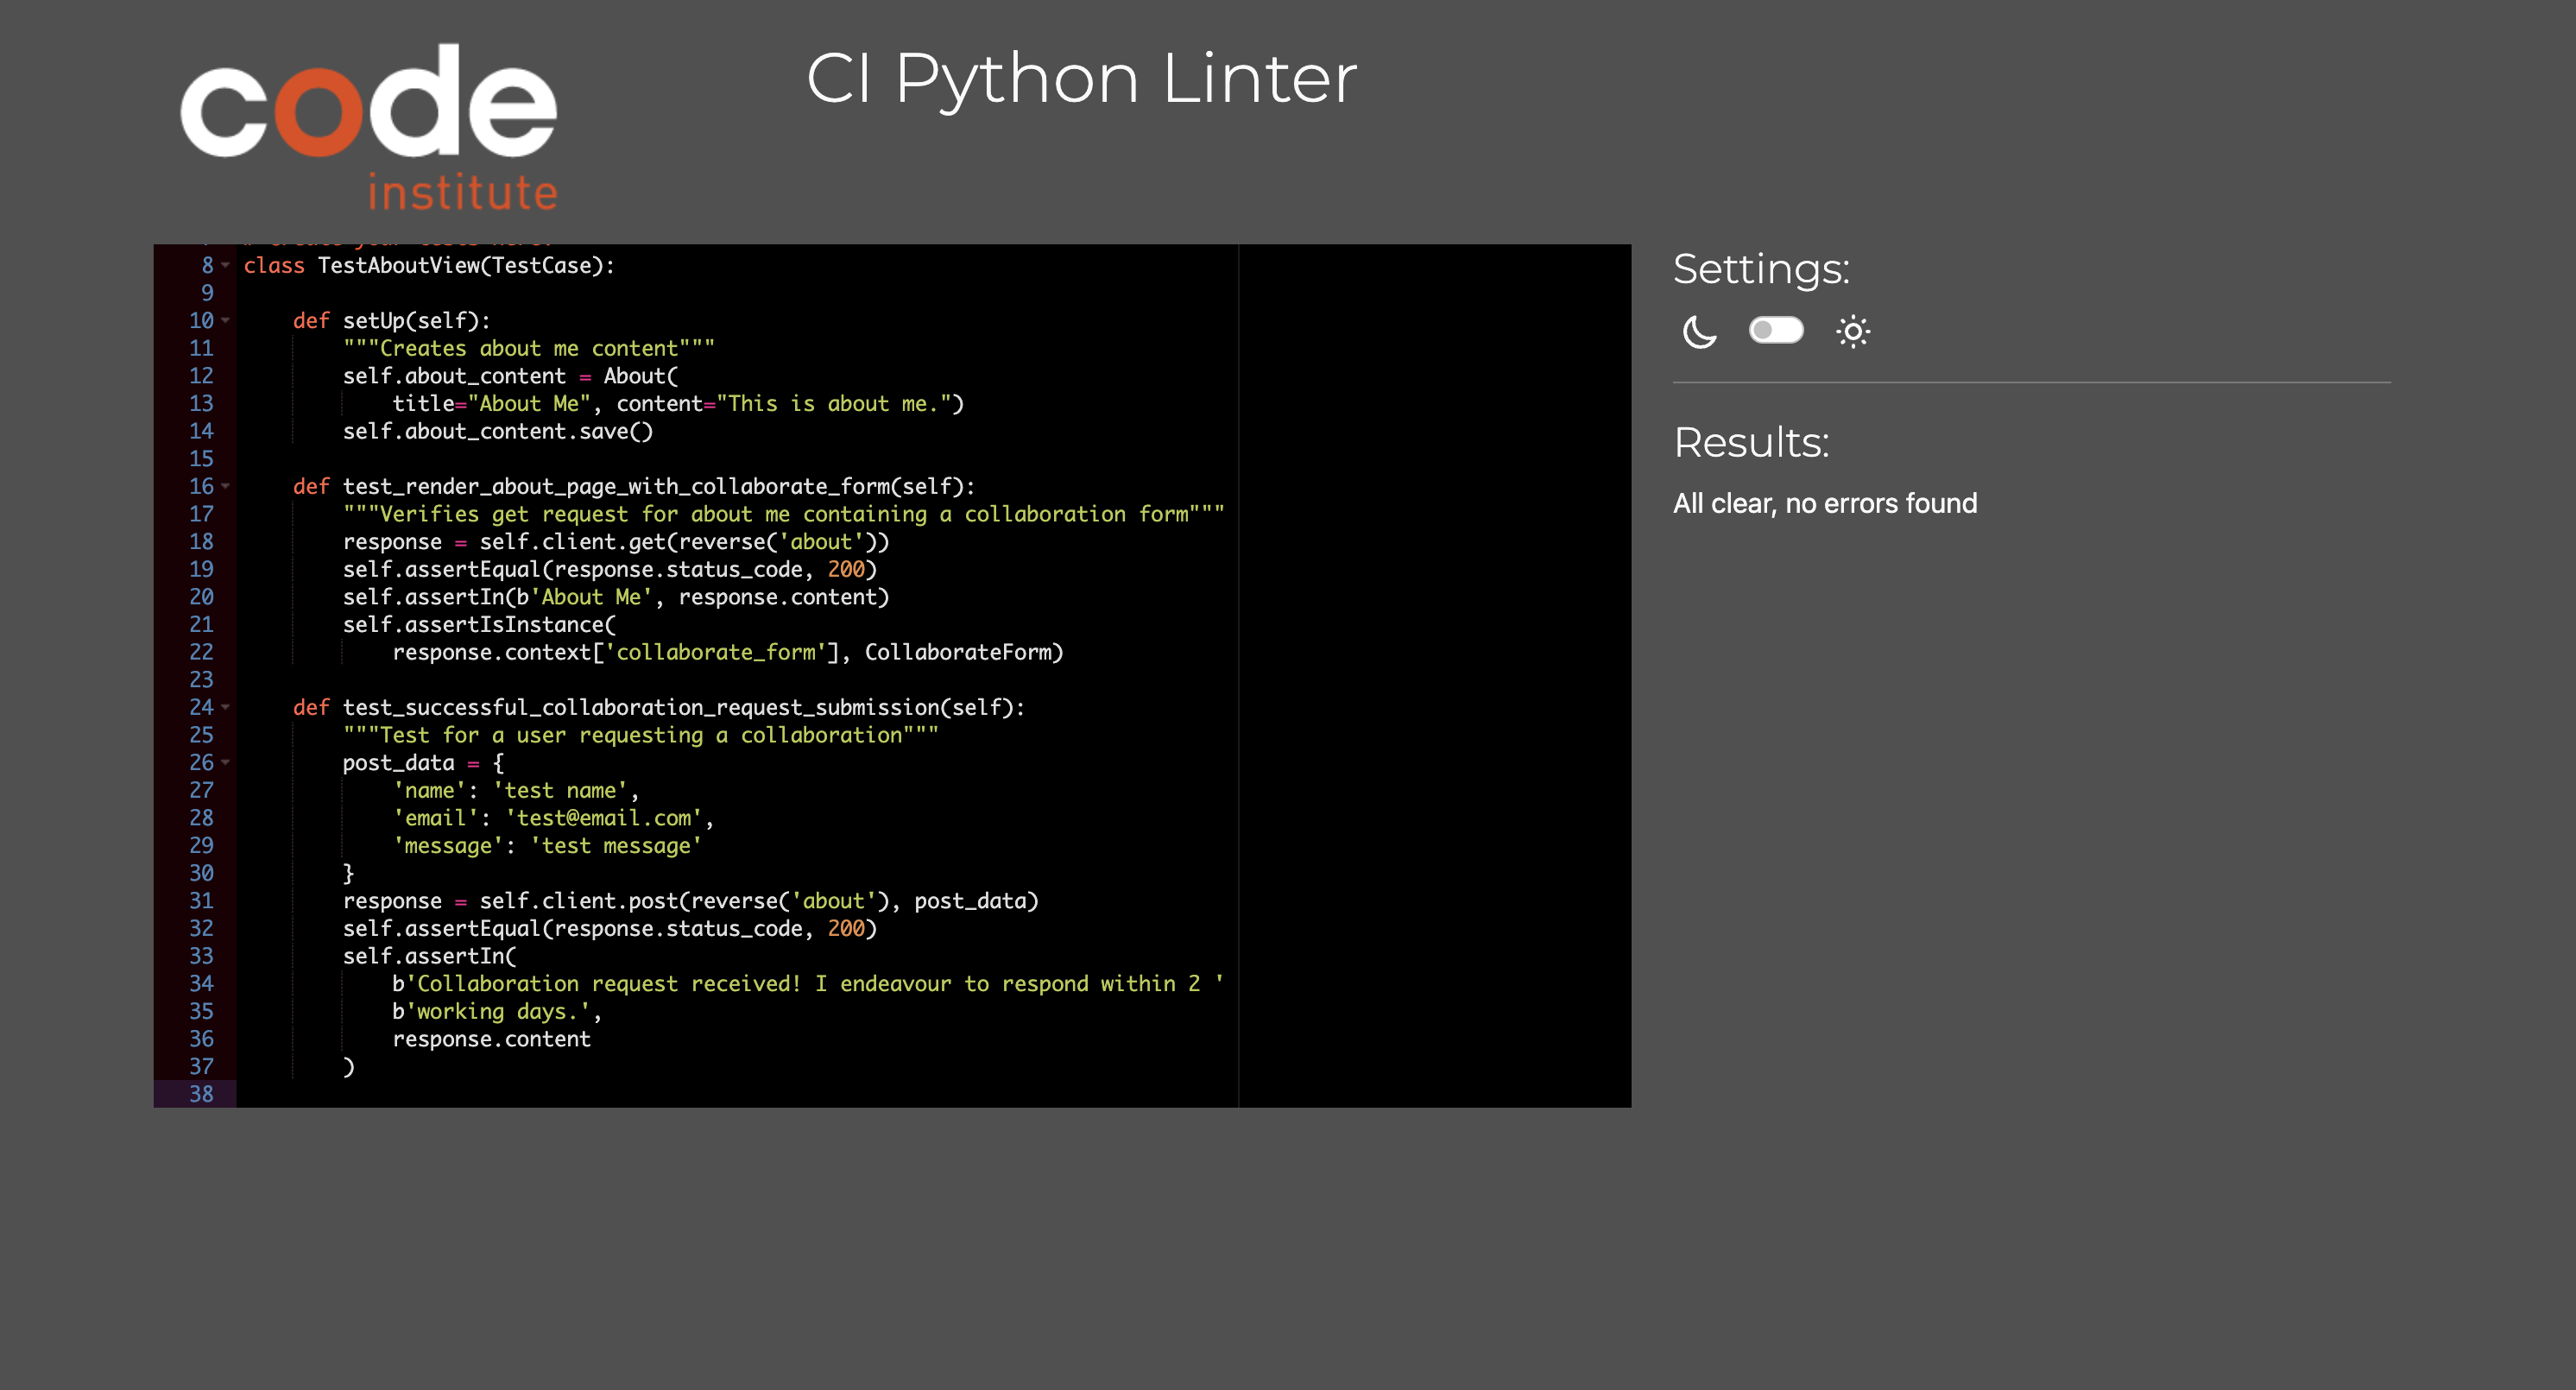 code
institute
CI Python Linter
8 class TestAboutView(TestCase):
9
10 def setUp(self):
11 """Creates about me content"""
12 self.about_content = About(
13 title="About Me", content="This is about me.")
14 self.about_content.save()
15
16 def test_render_about_page_with_collaborate_form(self):
17 """Verifies get request for about me containing a collaboration form"""
18 response = self.client.get(reverse('about'))
19 self.assertEqual(response.status_code, 200)
20 self.assertIn(b'About Me', response.content)
21 self.assertIsInstance(
22 response.context['collaborate_form'], CollaborateForm)
23
24 def test_successful_collaboration_request_submission(self):
25 """Test for a user requesting a collaboration"""
26 post_data = {
27 'name': 'test name',
28 'email': 'test@email.com',
29 'message': 'test message'
30 }
31 response = self.client.post(reverse('about'), post_data)
32 self.assertEqual(response.status_code, 200)
33 self.assertIn(
34 b'Collaboration request received! I endeavour to respond within 2 '
35 b'working days.',
36 response.content
37 )
38
Settings:
Results:
All clear, no errors found